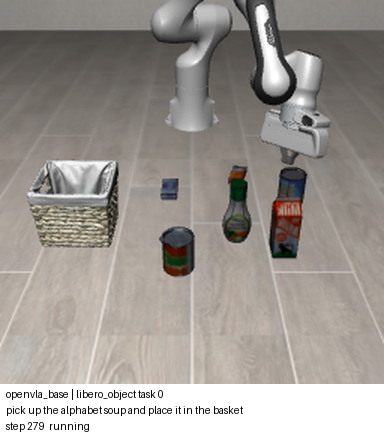 openvla_base | libero_object task 0
pick up the alphabet soup and place it in the basket
step 279 running